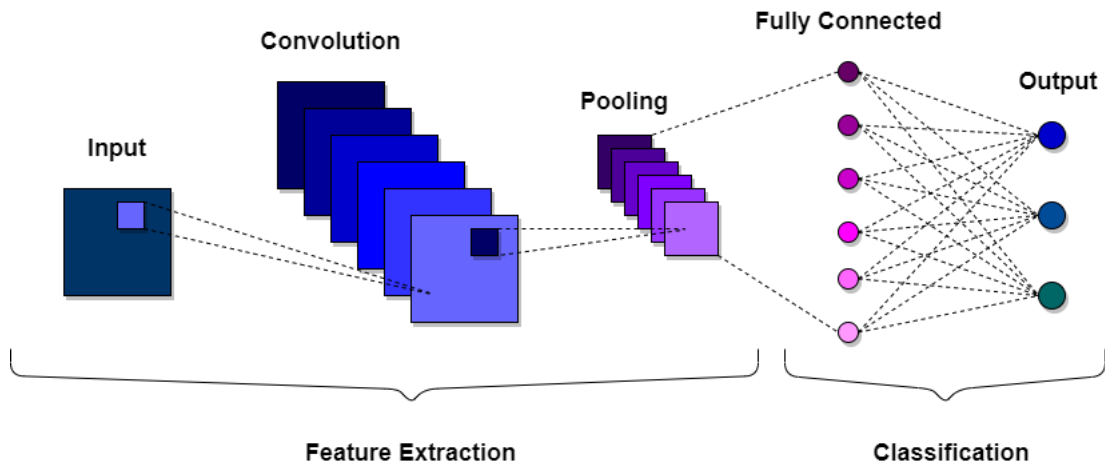 Input
Convolution
Pooling
Fully Connected
Output
Feature Extraction
Classification